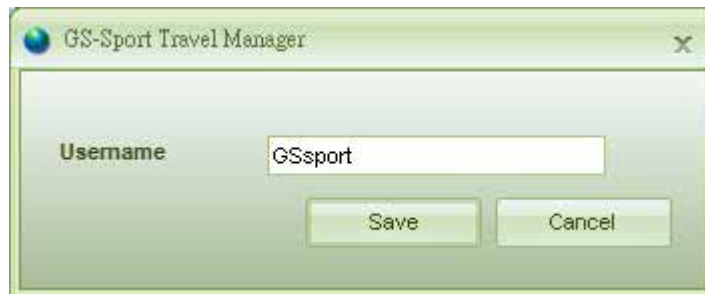 GS-Sport Travel Manager
Username
GSsport
Save
Cancel